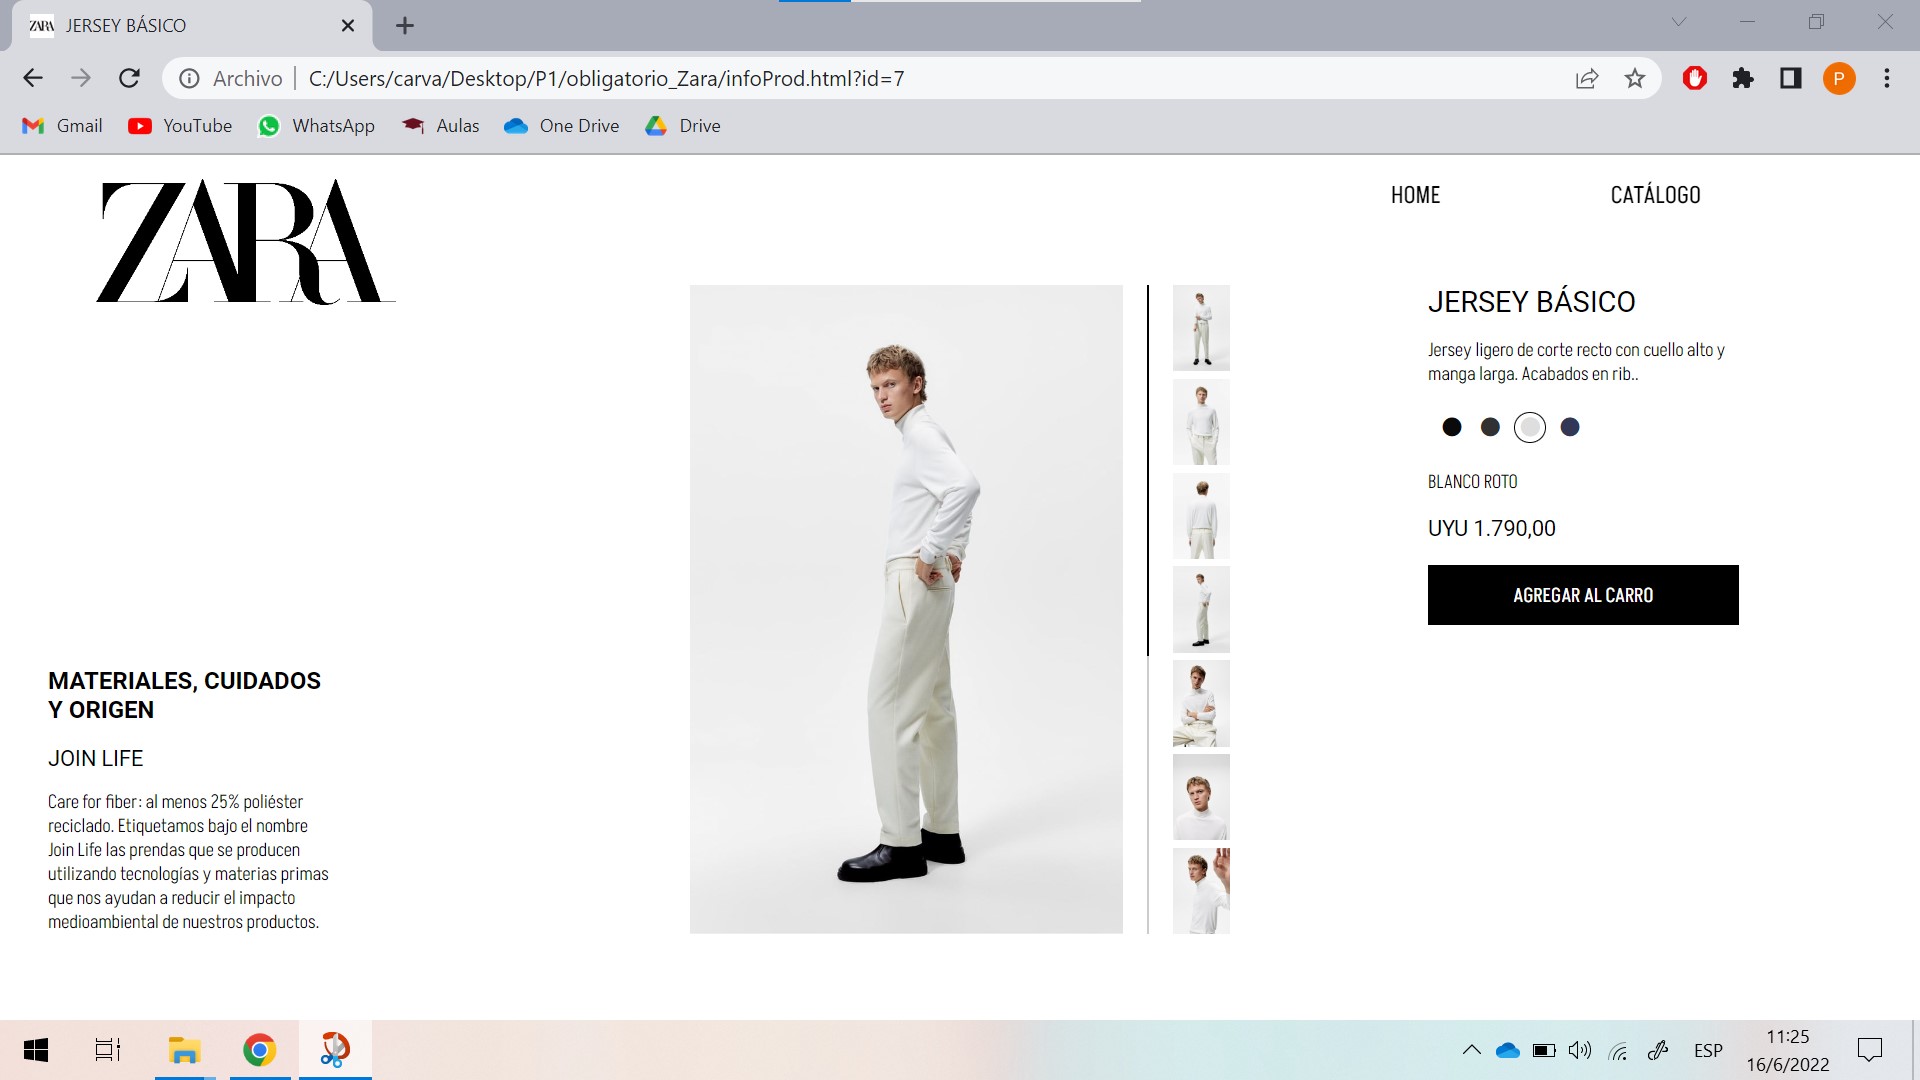 ZARA JERSEY BÁSICO
Archivo C:/Users/carva/Desktop/P1/obligatorio_Zara/infoProd.html?id=7
P
Gmail YouTube WhatsApp Aulas One Drive Drive
ZARA
HOME CATÁLOGO
JERSEY BÁSICO
Jersey ligero de corte recto con cuello alto y
manga larga. Acabados en rib..
BLANCO ROTO
UYU 1.790,00
AGREGAR AL CARRO
MATERIALES, CUIDADOS
Y ORIGEN
JOIN LIFE
Care for fiber: al menos 25% poliéster
reciclado. Etiquetamos bajo el nombre
Join Life las prendas que se producen
utilizando tecnologías y materias primas
que nos ayudan a reducir el impacto
medioambiental de nuestros productos.
ESP
11:25
16/6/2022